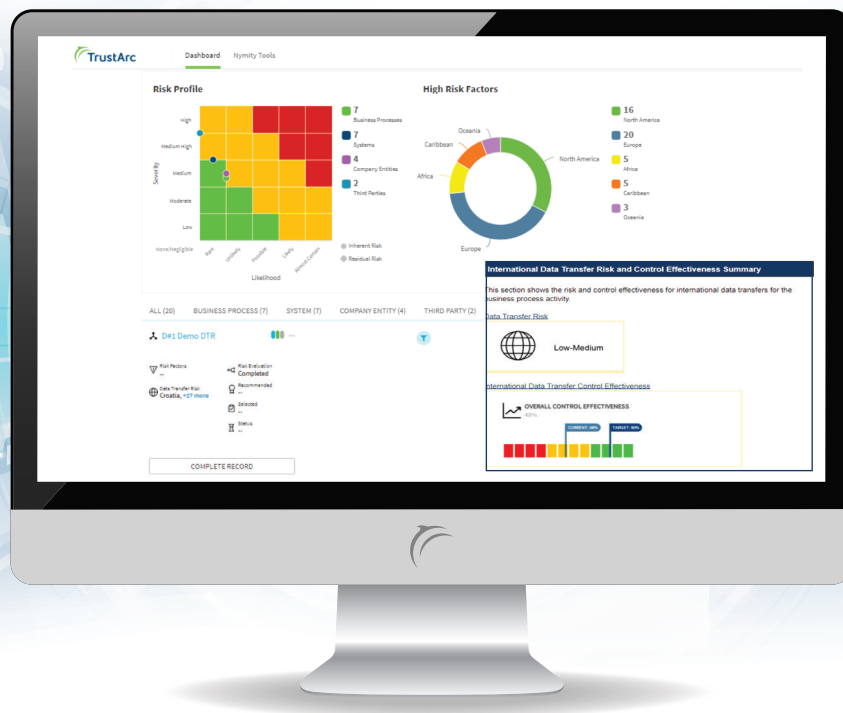 TrustArc
Dashboard
Nymity Tools
Risk Profile
High
Medium High
Medium
Moderate
Low
None/Negligible
Severity
Rare
Unlikely
Possible
Likely
Almost Certain
Likelihood
7
Business Processes
7
Systems
4
Company Entities
2
Third Parties
Inherent Risk
Residual Risk
High Risk Factors
Oceania
Caribbean
Africa
North America
Europe
16
North America
20
Europe
5
Africa
5
Caribbean
3
Oceania
ALL (20)
BUSINESS PROCESS (7)
SYSTEM (7)
COMPANY ENTITY (4)
THIRD PARTY (2)
D#1 Demo DTR
...
Risk Factors
--
Data Transfer Risk
Croatia, +27 more
Risk Evaluation
Completed
Recommended
--
Selected
--
Status
--
COMPLETE RECORD
International Data Transfer Risk and Control Effectiveness Summary
This section shows the risk and control effectiveness for international data transfers for the
business process activity.
Data Transfer Risk
Low-Medium
International Data Transfer Control Effectiveness
OVERALL CONTROL EFFECTIVENESS
48%
CURRENT 48%
TARGET 80%